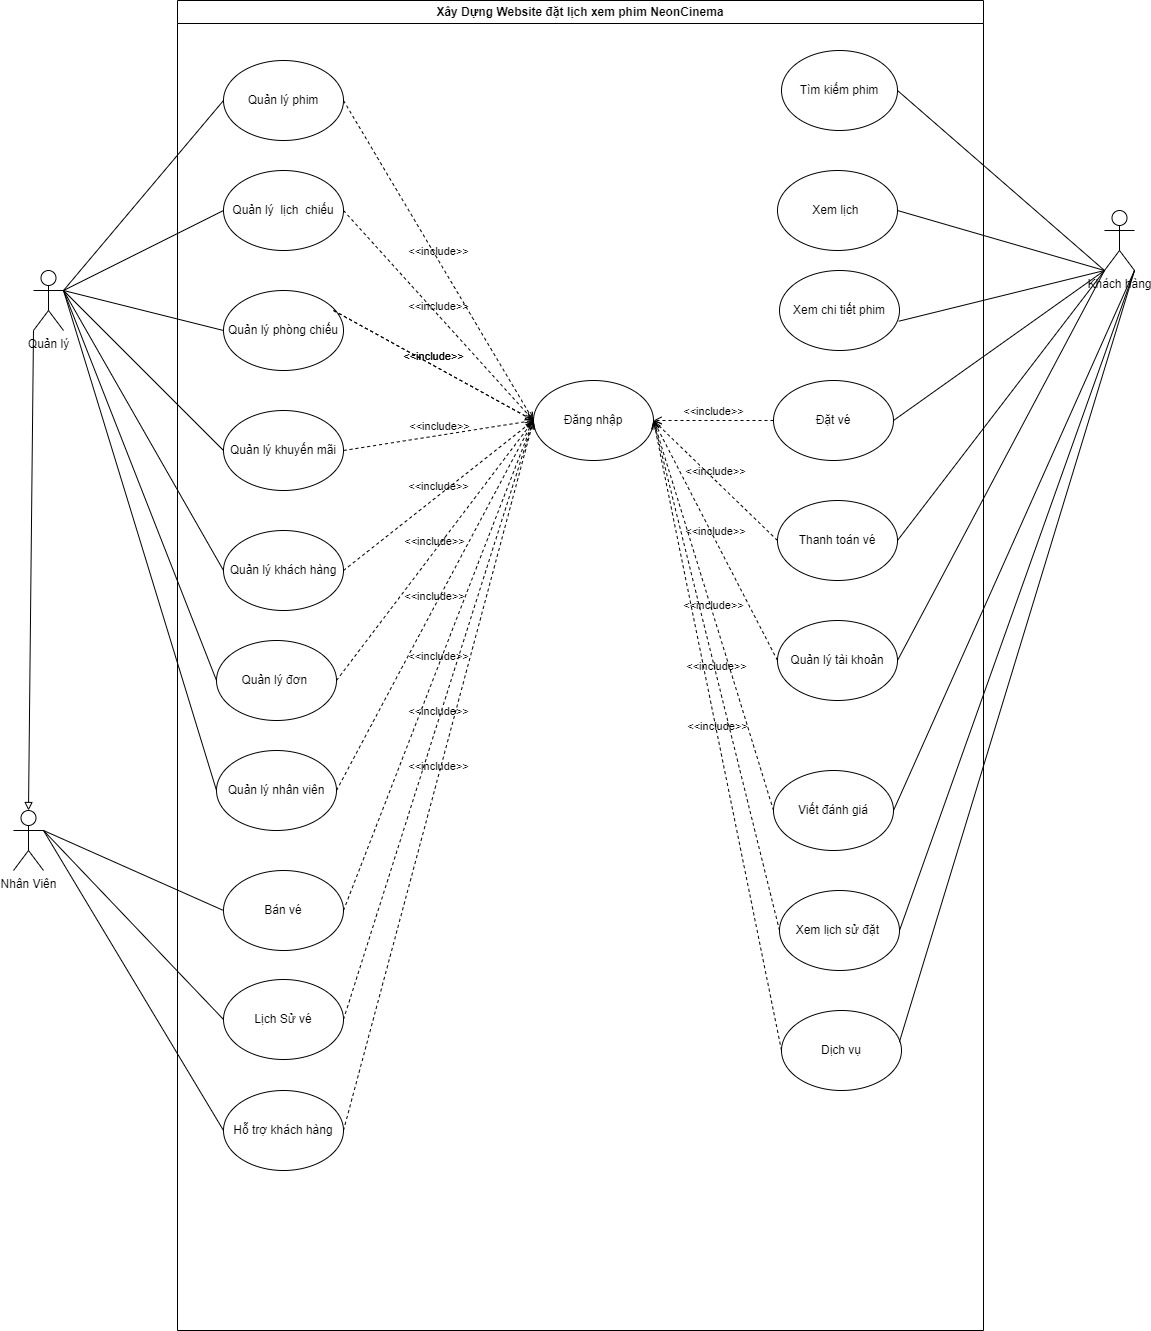 Xây Dựng Website đặt lịch xem phim NeonCinema
Quản lý phim
Tìm kiếm phim
Quản lý lịch chiếu
Xem lịch
<<include>>
Khách hàng
<<include>>
Xem chi tiết phim
Quản lý phòng chiếu
Quản lý
<<include>>
<<include>>
Đăng nhập
<<include>>
Đặt vé
Quản lý khuyến mãi
<<include>>
<<include>>
<<include>>
Thanh toán vé
<<include>>
Quản lý khách hàng
<<include>>
<<include>>
Quản lý đơn
<<include>>
<<include>>
Quản lý tài khoản
<<include>>
<<include>>
Quản lý nhân viên
<<include>>
Viết đánh giá
Nhân Viên
Bán vé
Xem lịch sử đặt
Lịch Sử vé
Dịch vụ
Hỗ trợ khách hàng